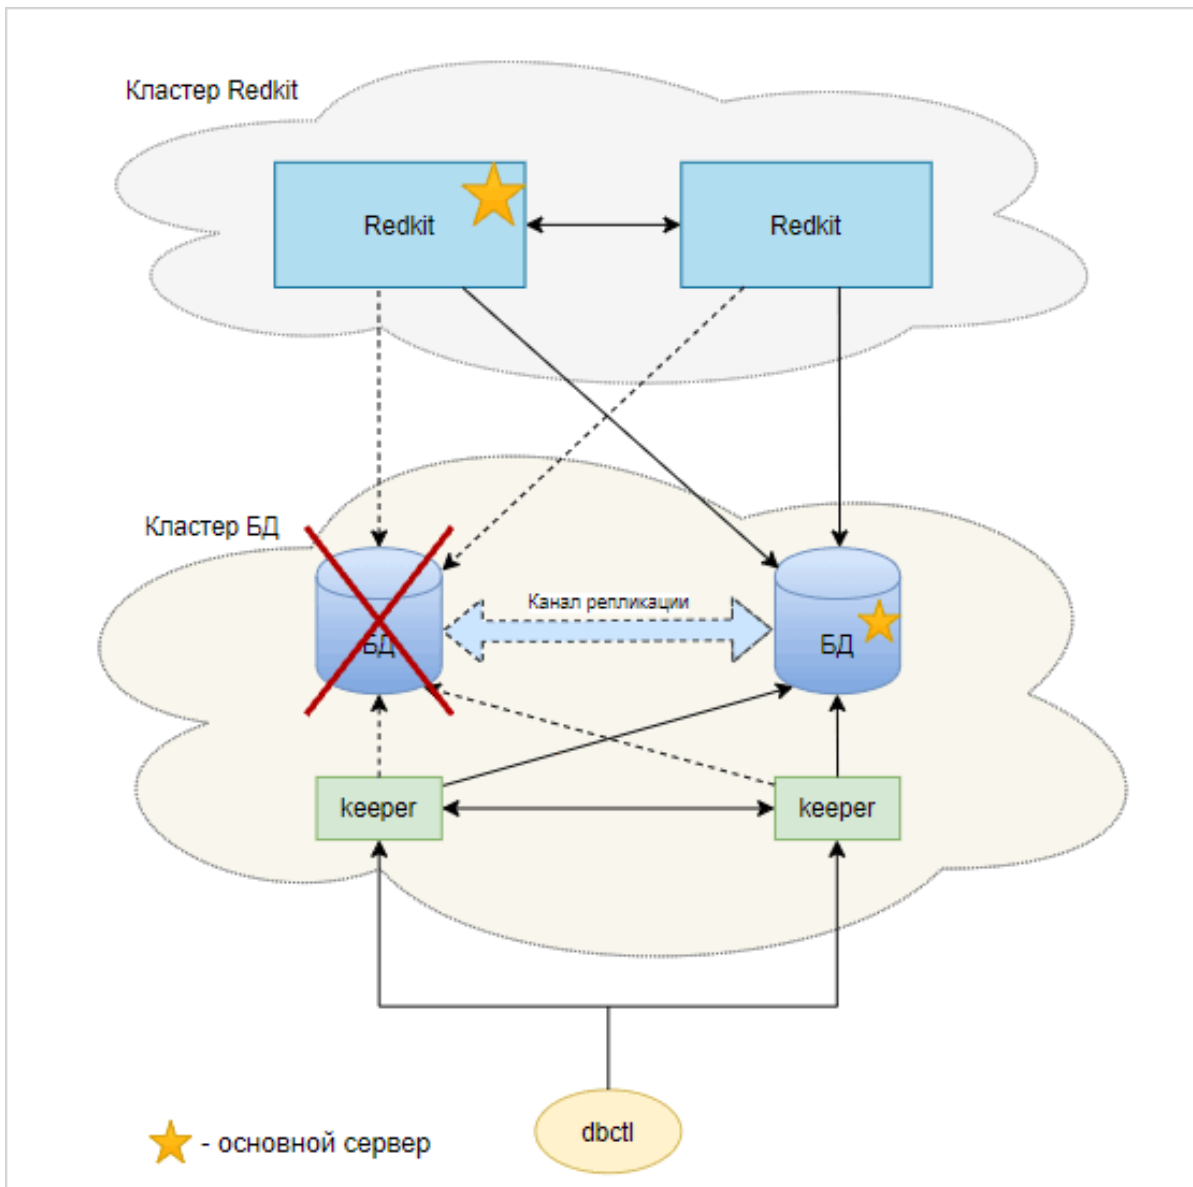 Кластер Redkit
Redkit
Redkit
Кластер БД
Канал репликации
БД
БД
keeper
keeper
dbctl
- основной сервер